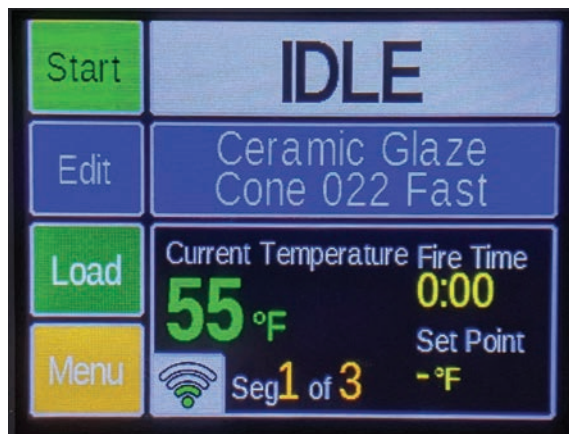 Start
IDLE
Edit
Ceramic Glaze
Cone 022 Fast
Load
Current Temperature
55 °F
Fire Time
0:00
Set Point
- °F
Menu
Seg1 of 3